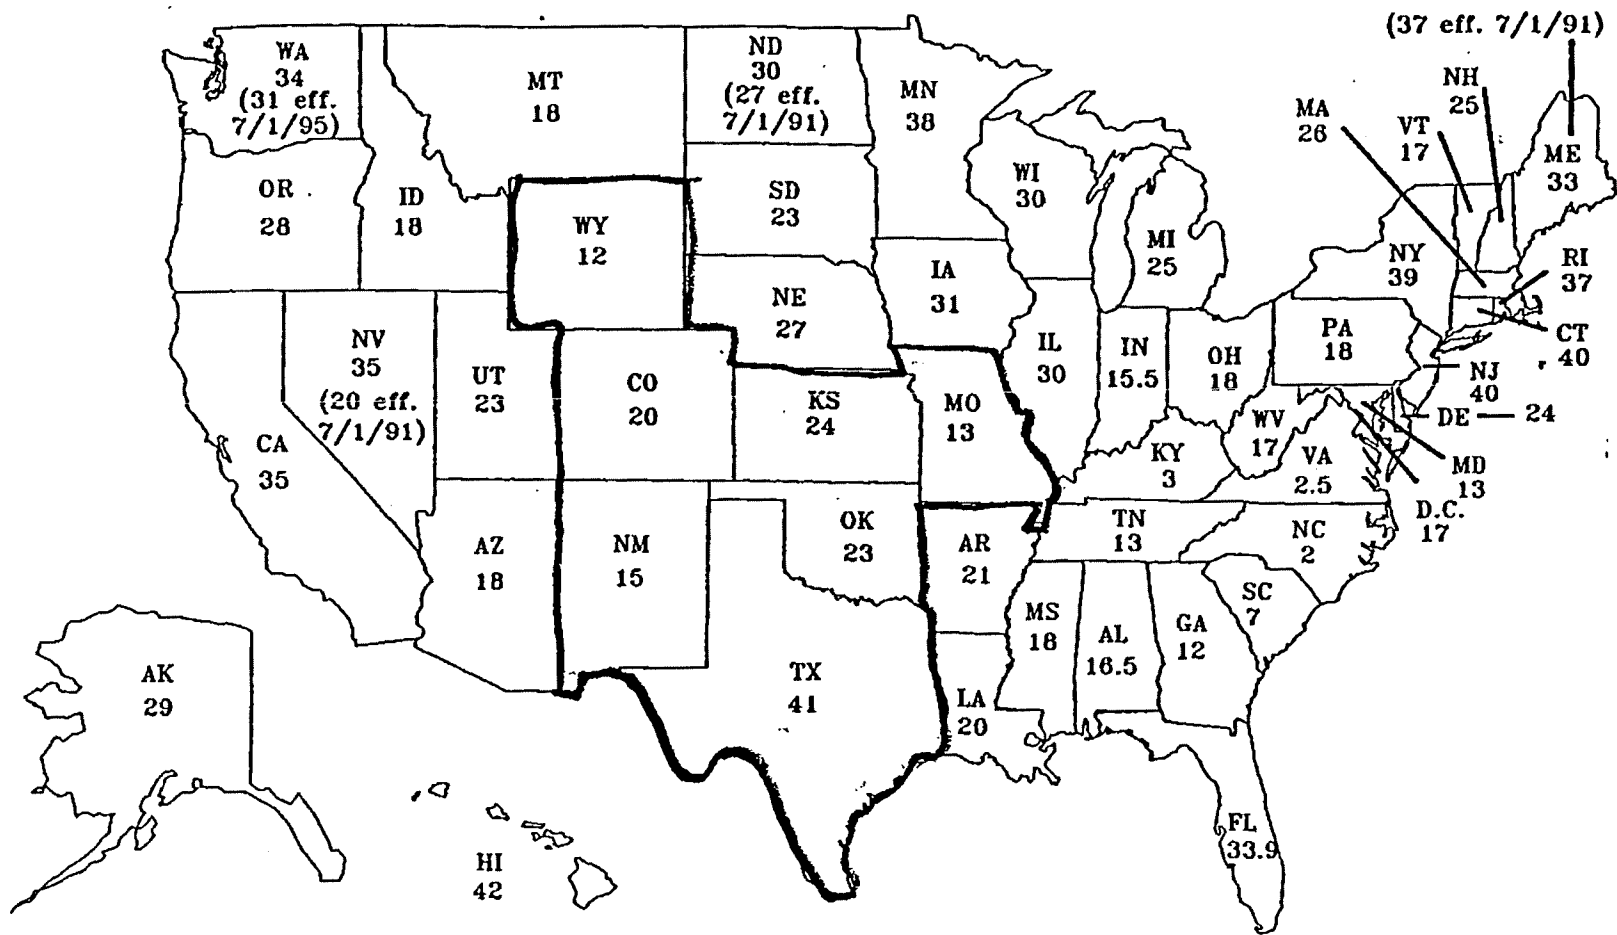 (37 eff. 7/1/91)
WA
34
(31 eff.
7/1/95)
MT
18
ND
30
(27 eff.
7/1/91)
MN
38
NH
25
MA
26
VT
17
ME
33
OR
28
ID
18
WY
12
SD
23
WI
30
MI
25
NY
39
RI
37
IA
31
NE
27
NV
35
(20 eff.
7/1/91)
UT
23
CO
20
KS
24
MO
13
IL
30
IN
15.5
OH
18
PA
18
CT
40
NJ
40
DE — 24
WV
17
VA
2.5
MD
13
D.C.
17
KY
3
CA
35
AZ
18
NM
15
OK
23
AR
21
TN
13
NC
2
SC
7
MS
18
AL
16.5
GA
12
AK
29
TX
41
LA
20
HI
42
FL
33.9